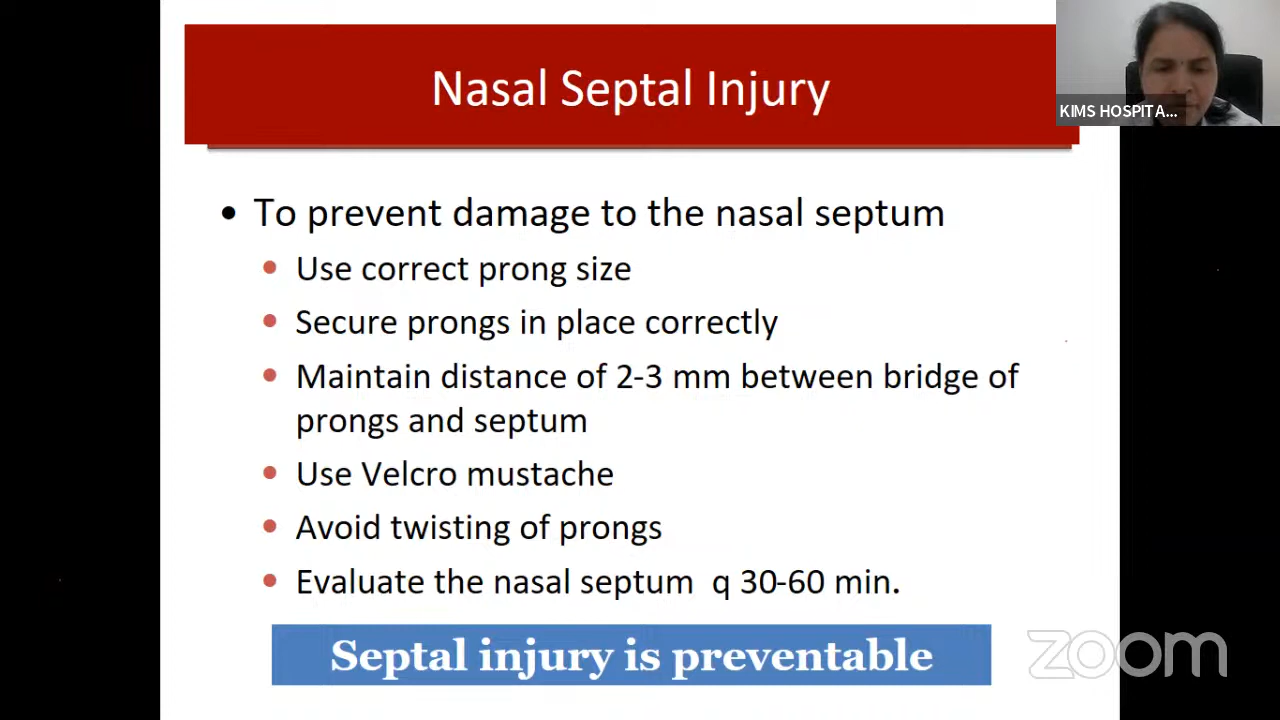 Nasal Septal Injury
KIMS HOSPITA...
• To prevent damage to the nasal septum
• Use correct prong size
• Secure prongs in place correctly
• Maintain distance of 2-3 mm between bridge of
prongs and septum
• Use Velcro mustache
• Avoid twisting of prongs
• Evaluate the nasal septum q 30-60 min.
Septal injury is preventable
zoom